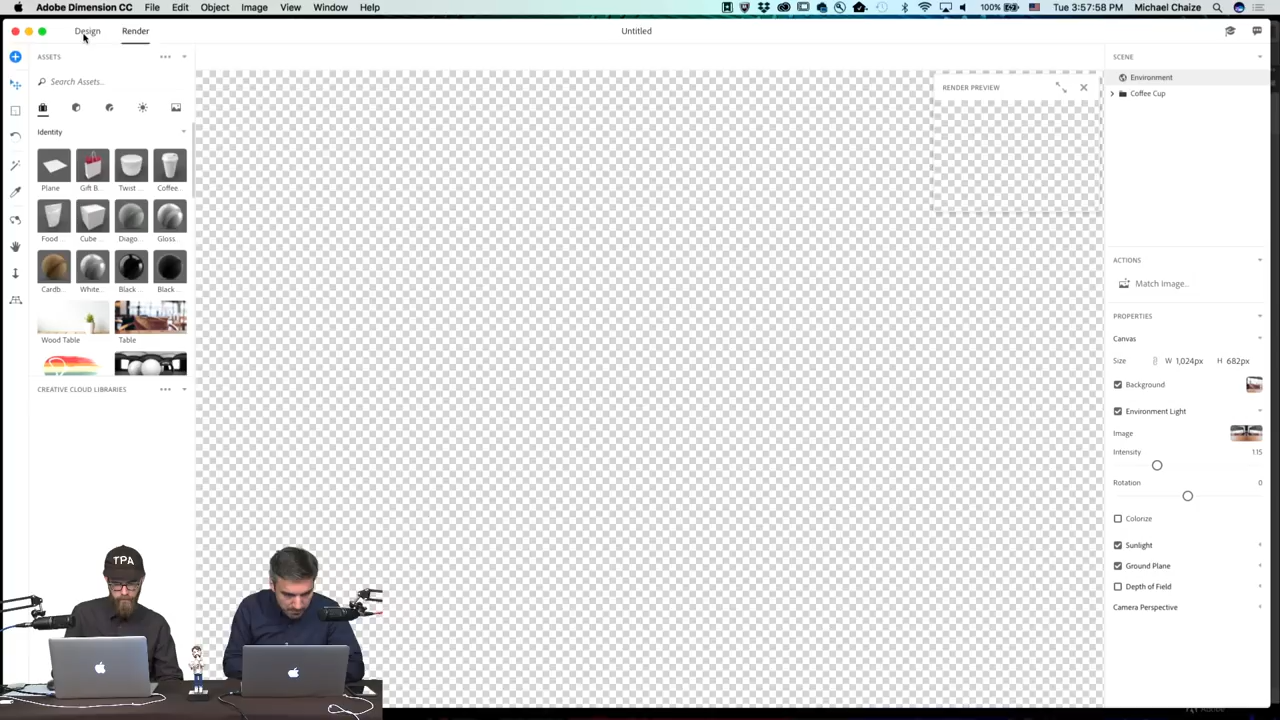 Adobe Dimension CC File Edit Object Image View Window Help 100% Tue 3:57:58 PM Michael Chaize
Design Render Untitled
ASSETS
Search Assets..
Identity
Plane Gift B... Twist ... Coffee..
Food ... Cube ... Diago... Gloss..
Cardb... White.. Black ... Black ..
Wood Table Table
CREATIVE CLOUD LIBRARIES
RENDER PREVIEW
SCENE
Environment
Coffee Cup
ACTIONS
Match Image...
PROPERTIES
Canvas
Size W 1,024px H 682px
Background
Environment Light
Image
Intensity 1.15
Rotation 0
Colorize
Sunlight
Ground Plane
Depth of Field
Camera Perspective
TPA